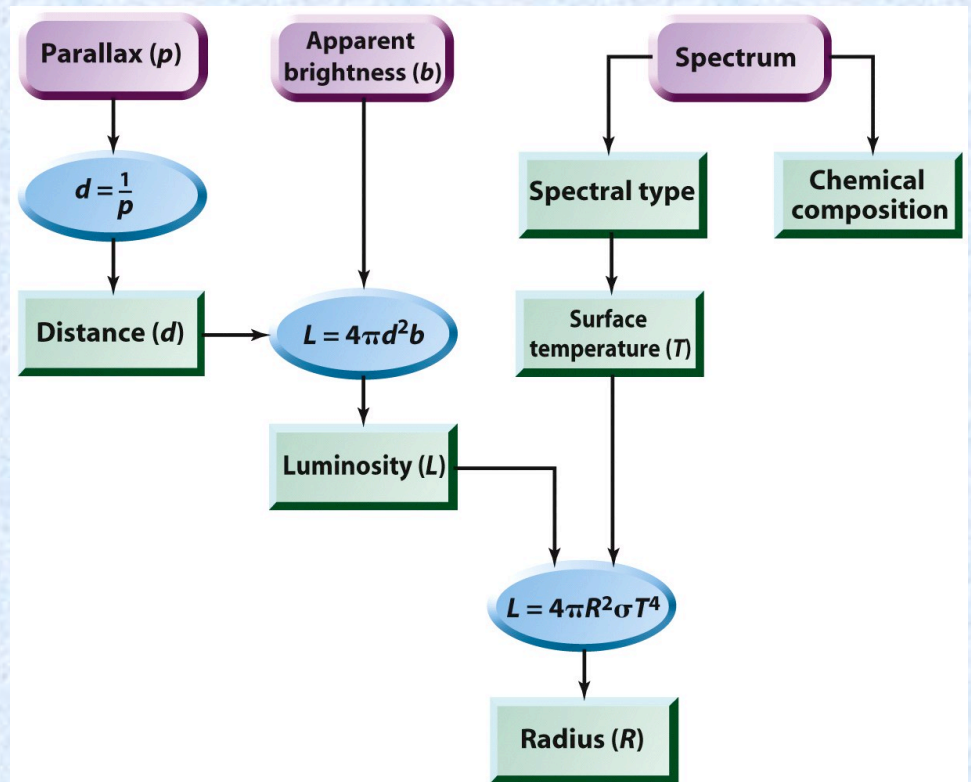 Parallax (p)
Apparent
brightness (b)
Spectrum
d = 1/p
Spectral type
Chemical
composition
Distance (d)
L = 4πd²b
Surface
temperature (T)
Luminosity (L)
L = 4πR²σT⁴
Radius (R)